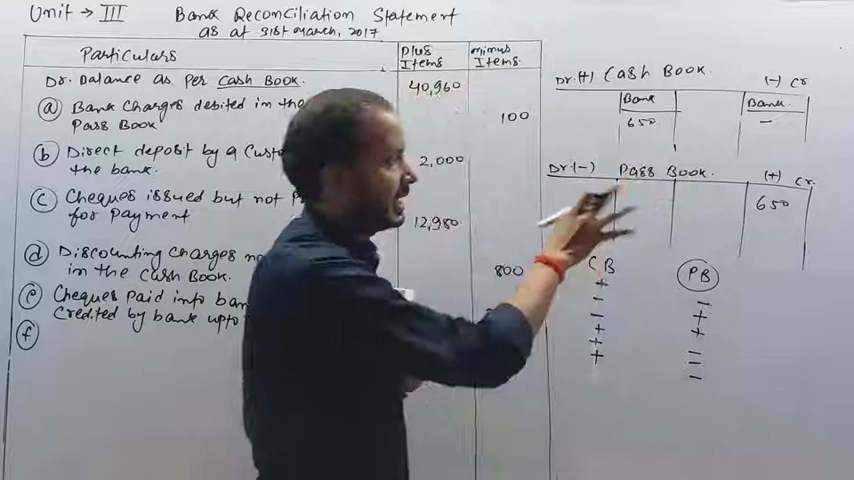 Unit → III Bank Reconciliation Statement
as at 31st march, 2017
Particulars
Plus Items
minus Items
Dr. Balance as per Cash Book.
40,960
(a) Bank Charges debited in the
Pass Book
100
(b) Direct deposit by a
the bank.
2,000
(c) Cheques issued but not
for payment
12,980
(d) Discounting charges
in the Cash Book.
800
(e) Cheques paid into
credited by bank upto
(f)
Dr. (+) Cash Book. (-) Cr
Bank Bank
650 -
Dr. (-) Pass Book. (+) Cr.
650
CB PB
+ -
- +
- +
+ -
+ -
+ -